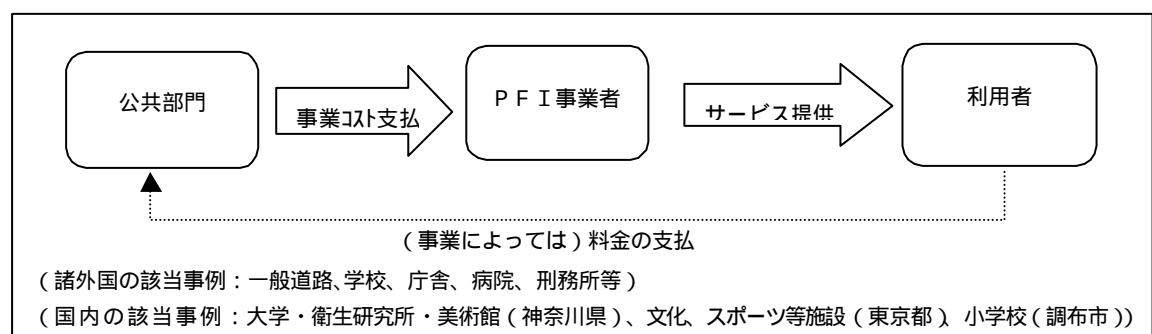 公共部門
事業コスト支払
ＰＦＩ事業者
サービス提供
利用者
（事業によっては）料金の支払
（諸外国の該当事例：一般道路、学校、庁舎、病院、刑務所等）
（国内の該当事例：大学・衛生研究所・美術館（神奈川県）、文化、スポーツ等施設（東京都）、小学校（調布市））